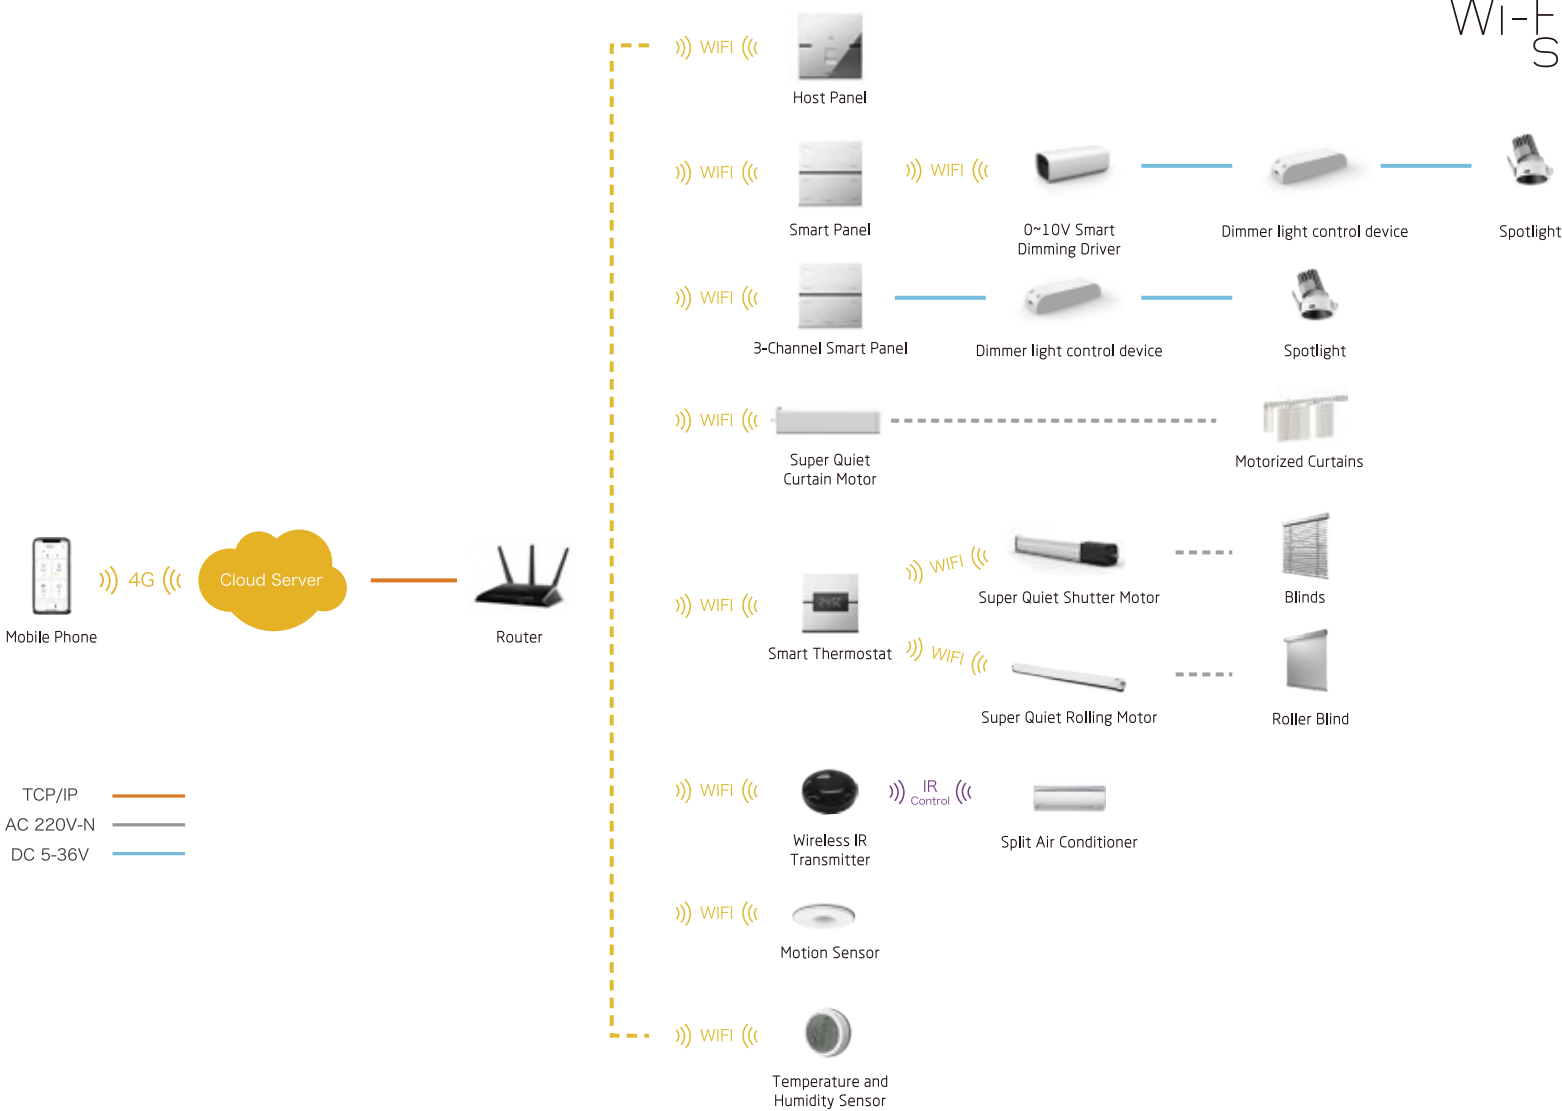 Wi-F
S
WIFI
Host Panel
WIFI
WIFI
Smart Panel
0~10V Smart
Dimming Driver
Dimmer light control device
Spotlight
WIFI
3-Channel Smart Panel
Dimmer light control device
Spotlight
WIFI
Super Quiet
Curtain Motor
Motorized Curtains
Mobile Phone
4G
Cloud Server
Router
WIFI
Smart Thermostat
WIFI
Super Quiet Shutter Motor
Blinds
WIFI
Super Quiet Rolling Motor
Roller Blind
TCP/IP
AC 220V-N
DC 5-36V
WIFI
Wireless IR
Transmitter
IR
Control
Split Air Conditioner
WIFI
Motion Sensor
WIFI
Temperature and
Humidity Sensor